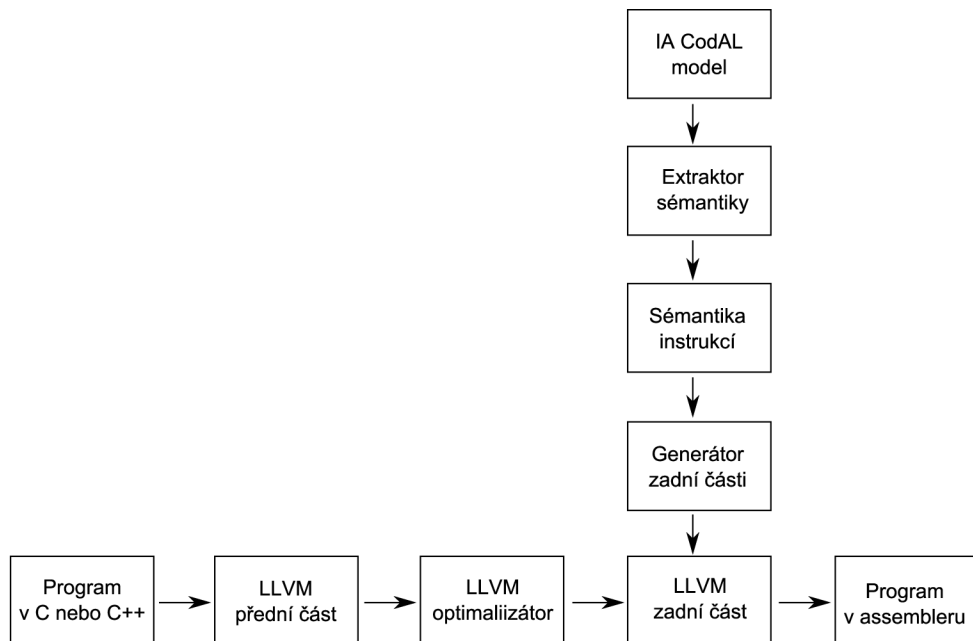 IA CodAL
model
Extraktor
sémantiky
Sémantika
instrukcí
Generátor
zadní části
Program
v C nebo C++
LLVM
přední část
LLVM
optimaliizátor
LLVM
zadní část
Program
v assembleru